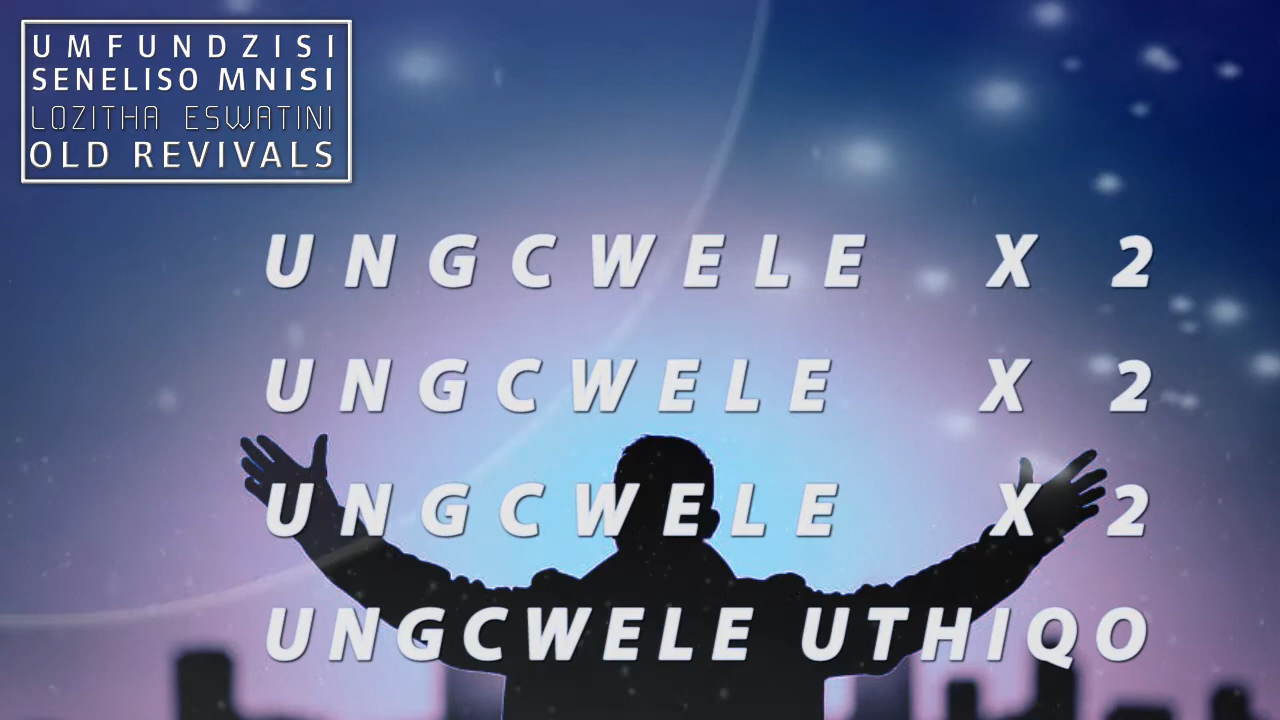 UMFUNDZISI
SENELISO MNISI
LOZITHA ESWATINI
OLD REVIVALS
UNGCWELE X 2
UNGCWELE X 2
UNGCWELE X 2
UNGCWELE UTHIQO